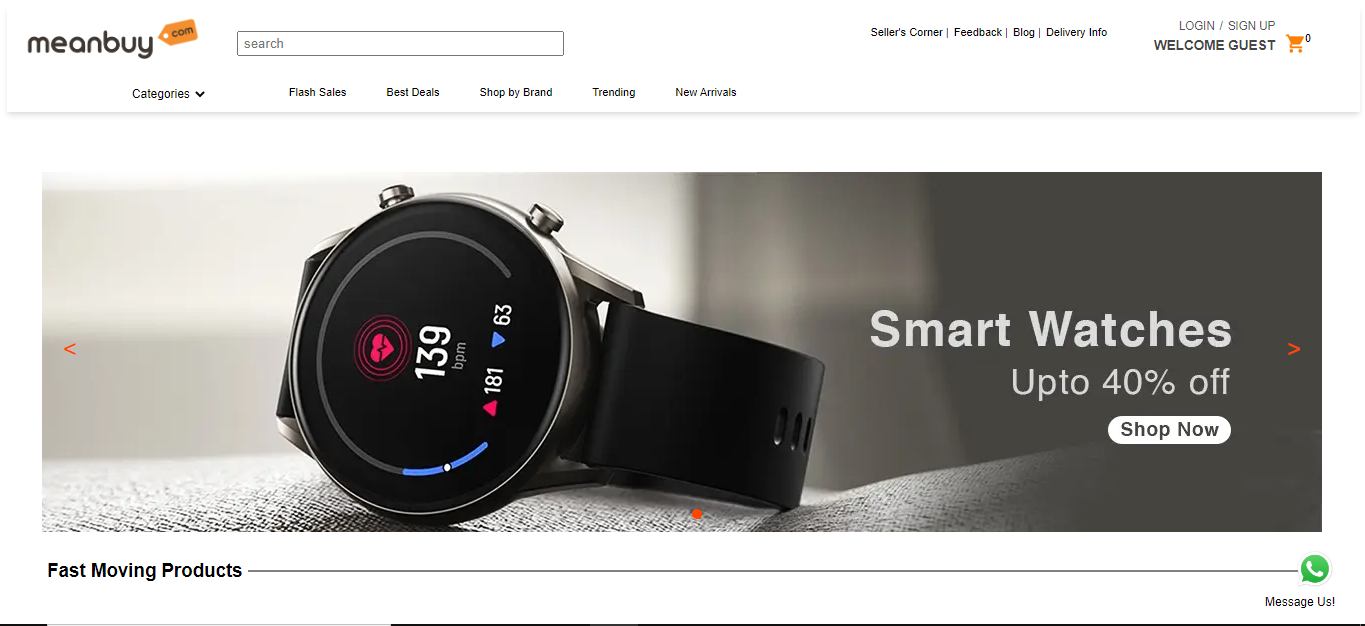 meanbuy .com
search
Seller's Corner | Feedback | Blog | Delivery Info
LOGIN / SIGN UP
WELCOME GUEST
0
Categories
Flash Sales
Best Deals
Shop by Brand
Trending
New Arrivals
139
bpm
181
63
<
>
Smart Watches
Upto 40% off
Shop Now
Fast Moving Products
Message Us!